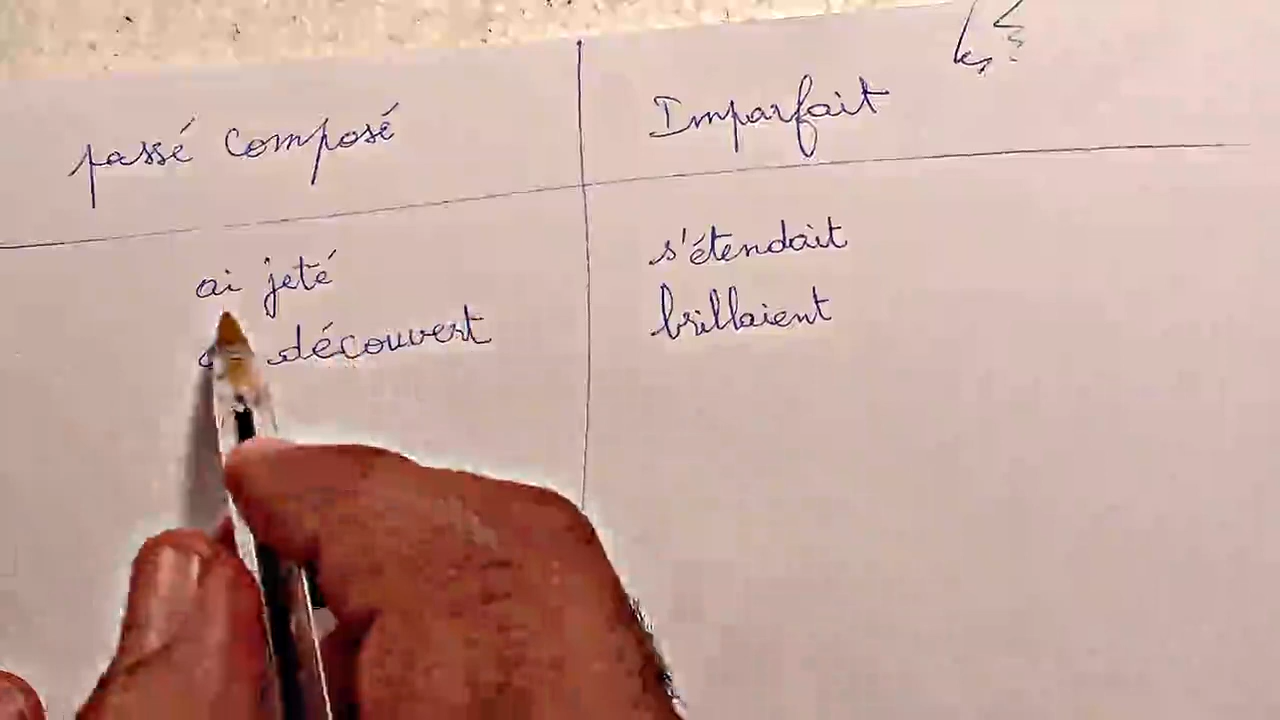 passé composé Imparfait
ai jeté s'étendait
découvert brillaient